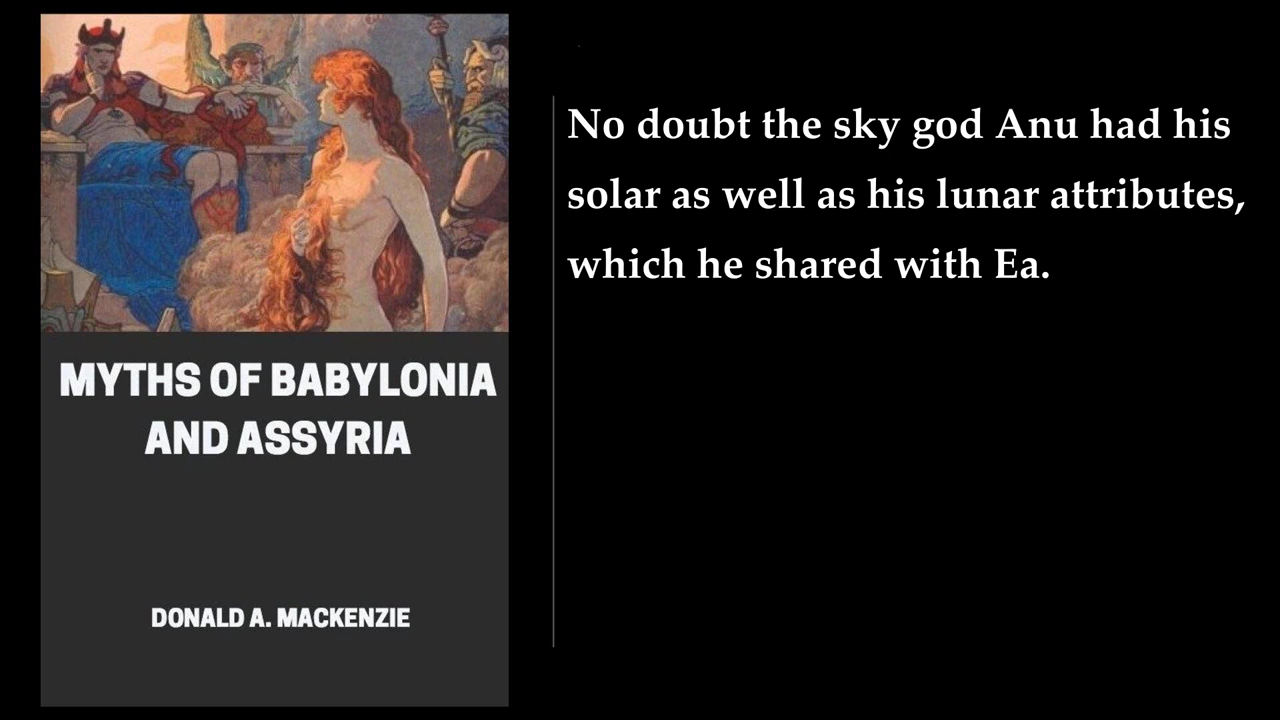 MYTHS OF BABYLONIA
AND ASSYRIA
DONALD A. MACKENZIE
No doubt the sky god Anu had his
solar as well as his lunar attributes,
which he shared with Ea.